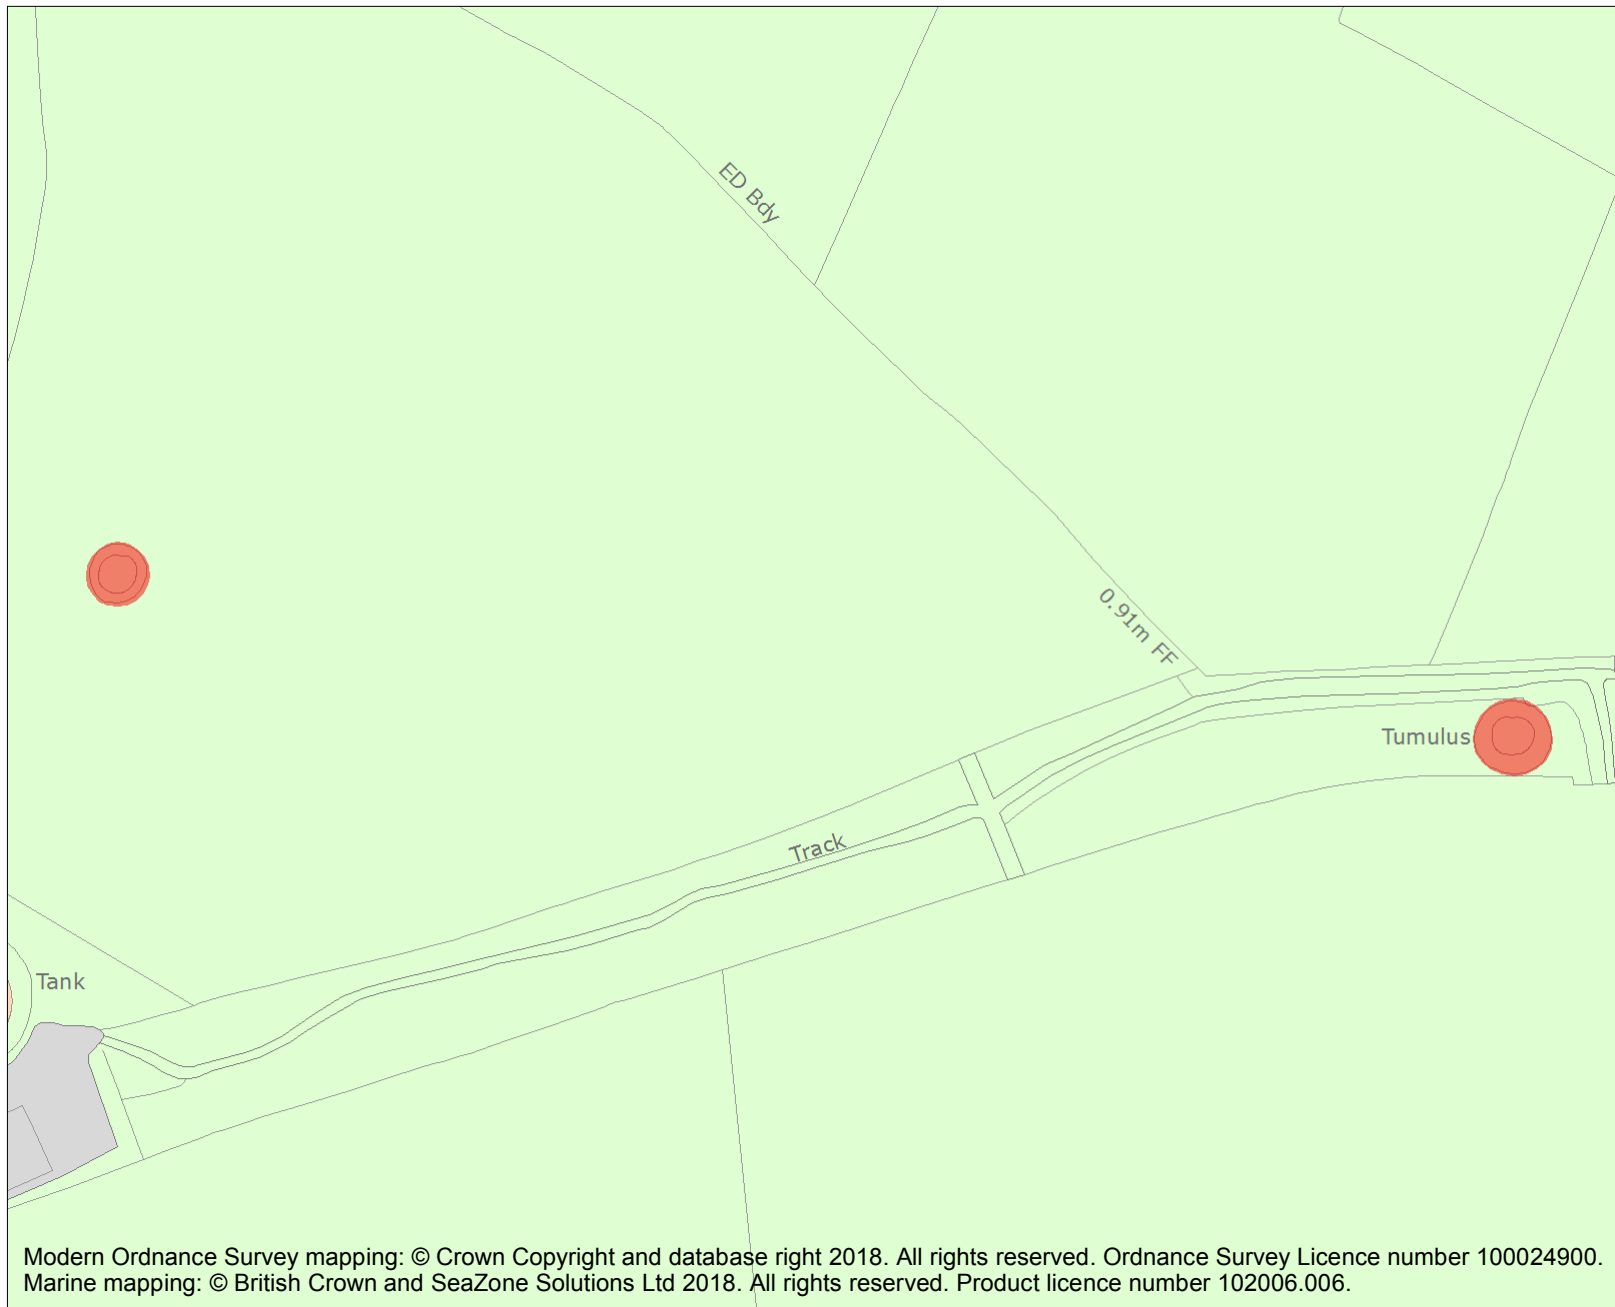 ED Bdy
0.91m FF
Tumulus
Track
Tank
Modern Ordnance Survey mapping: © Crown Copyright and database right 2018. All rights reserved. Ordnance Survey Licence number 100024900.
Marine mapping: © British Crown and SeaZone Solutions Ltd 2018. All rights reserved. Product licence number 102006.006.